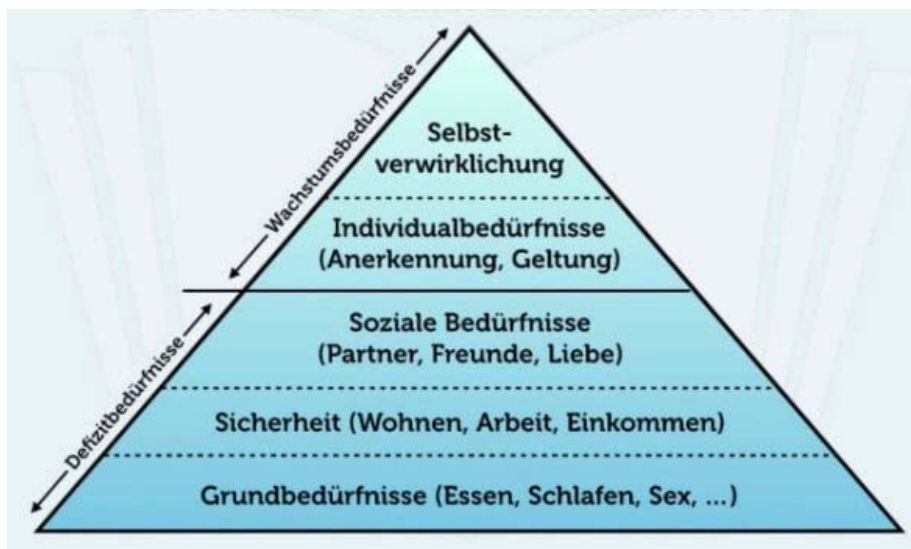 Wachstumsbedürfnisse
Selbst-
verwirklichung
Individualbedürfnisse
(Anerkennung, Geltung)
Defizitbedürfnisse
Soziale Bedürfnisse
(Partner, Freunde, Liebe)
Sicherheit (Wohnen, Arbeit, Einkommen)
Grundbedürfnisse (Essen, Schlafen, Sex, ...)